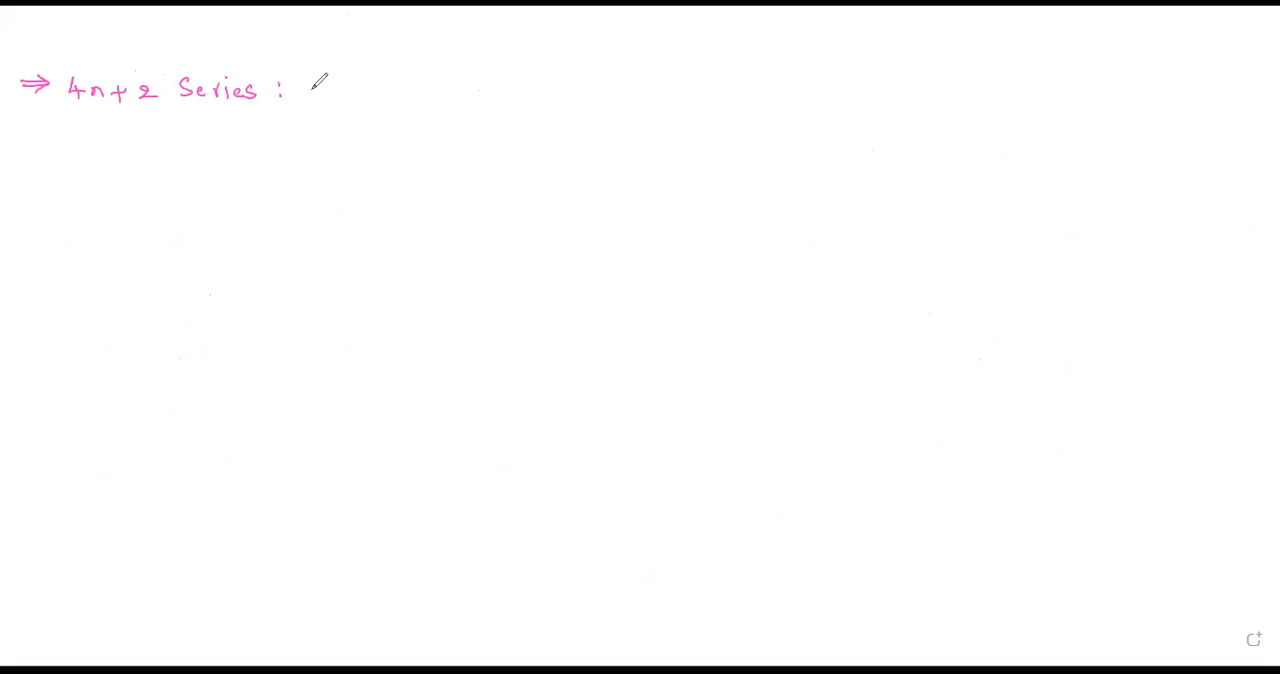 ⇒ 4n+2 Series :